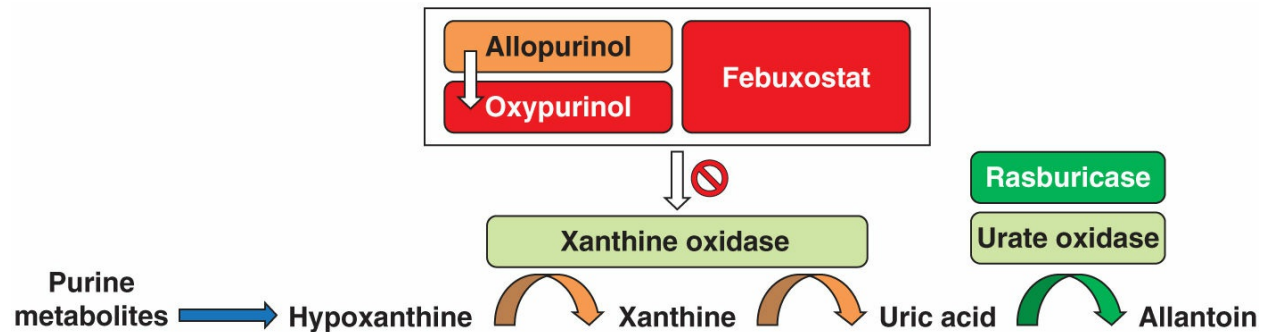 Allopurinol
Oxypurinol
Febuxostat
Rasburicase
Xanthine oxidase
Urate oxidase
Purine
metabolites
Hypoxanthine
Xanthine
Uric acid
Allantoin